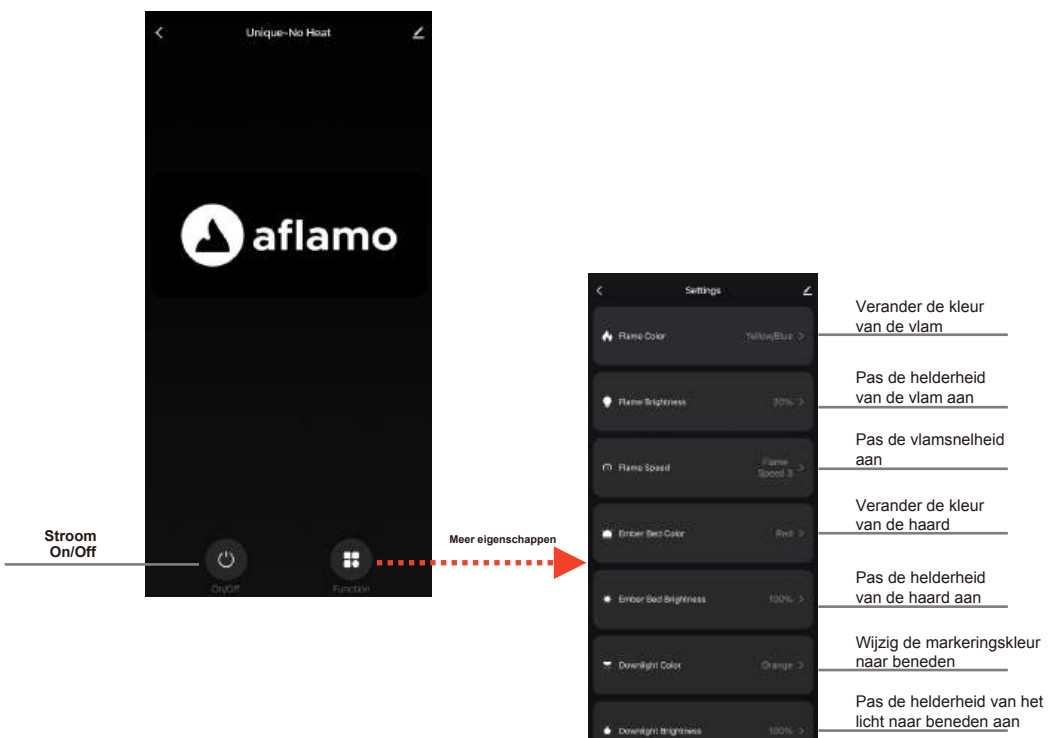 Unique-No Heat
aflamo
Stroom
On/Off
On/Off
Function
Meer eigenschappen
Settings
Flame Color
Yellow/Blue
Verander de kleur
van de vlam
Flame Brightness
30%
Pas de helderheid
van de vlam aan
Flame Speed
Flame
Speed 3
Pas de vlamsnelheid
aan
Ember Bed Color
Red
Verander de kleur
van de haard
Ember Bed Brightness
100%
Pas de helderheid
van de haard aan
Downlight Color
Orange
Wijzig de markeringskleur
naar beneden
Downlight Brightness
100%
Pas de helderheid van het
licht naar beneden aan